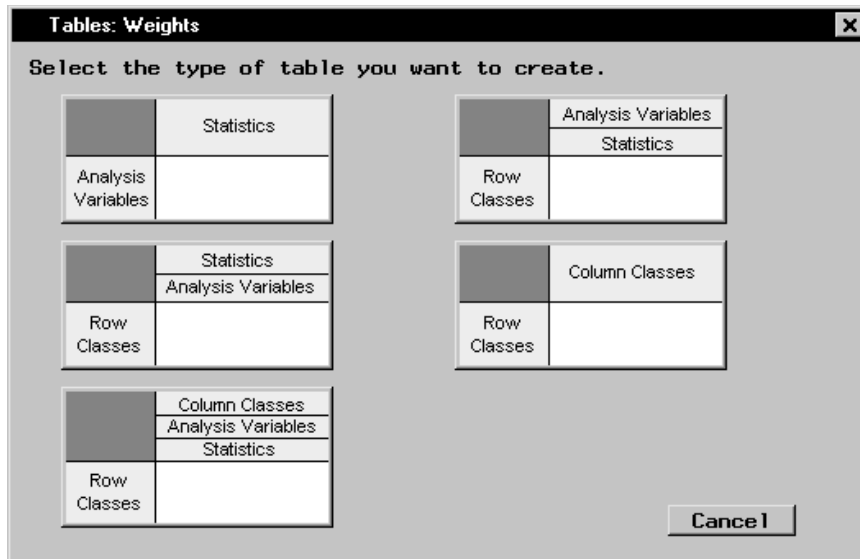 Tables: Weights
Select the type of table you want to create.
Statistics
Analysis
Variables
Analysis Variables
Statistics
Row
Classes
Statistics
Analysis Variables
Row
Classes
Column Classes
Row
Classes
Column Classes
Analysis Variables
Statistics
Row
Classes
Cancel